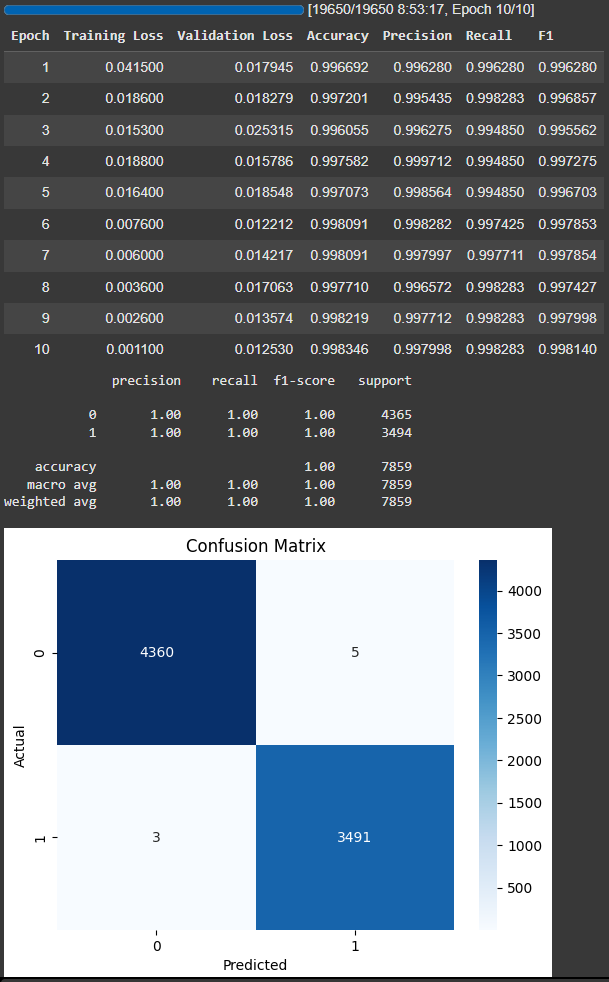 [19650/19650 8:53:17, Epoch 10/10]
Epoch Training Loss Validation Loss Accuracy Precision Recall F1
1 0.041500 0.017945 0.996692 0.996280 0.996280 0.996280
2 0.018600 0.018279 0.997201 0.995435 0.998283 0.996857
3 0.015300 0.025315 0.996055 0.996275 0.994850 0.995562
4 0.018800 0.015786 0.997582 0.999712 0.994850 0.997275
5 0.016400 0.018548 0.997073 0.998564 0.994850 0.996703
6 0.007600 0.012212 0.998091 0.998282 0.997425 0.997853
7 0.006000 0.014217 0.998091 0.997997 0.997711 0.997854
8 0.003600 0.017063 0.997710 0.996572 0.998283 0.997427
9 0.002600 0.013574 0.998219 0.997712 0.998283 0.997998
10 0.001100 0.012530 0.998346 0.997998 0.998283 0.998140
precision recall f1-score support
0 1.00 1.00 1.00 4365
1 1.00 1.00 1.00 3494
accuracy 1.00 7859
macro avg 1.00 1.00 1.00 7859
weighted avg 1.00 1.00 1.00 7859
Confusion Matrix
4360 5
3 3491
0
1
Actual
0 1
Predicted
4000
3500
3000
2500
2000
1500
1000
500